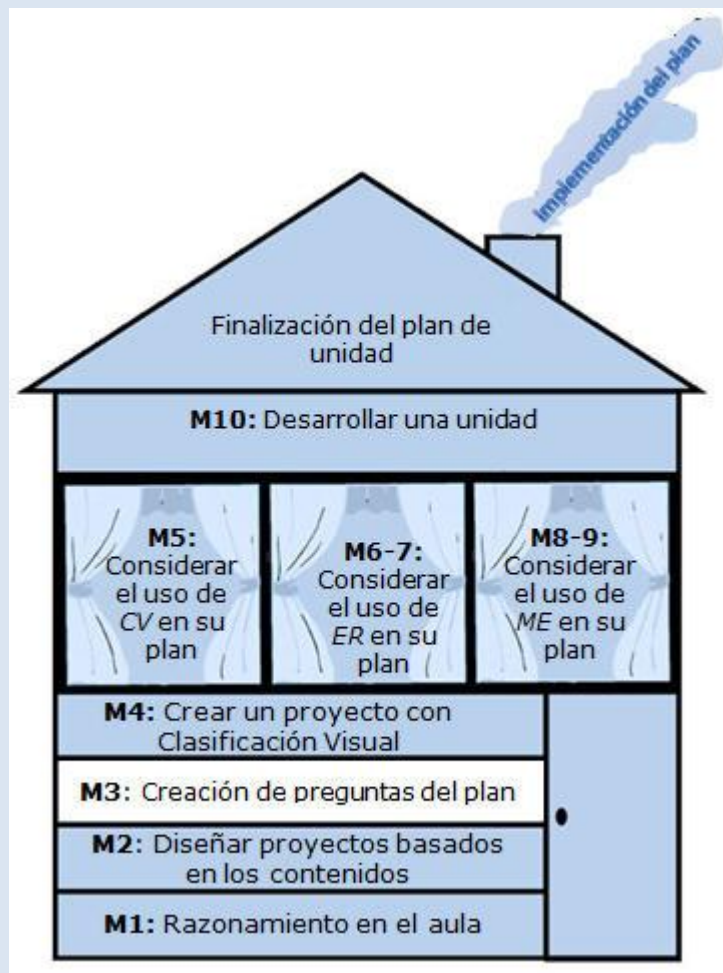 implementación del plan
Finalización del plan de
unidad
M10: Desarrollar una unidad
M5:
Considerar
el uso de
CV en su
plan
M6-7:
Considerar
el uso de
ER en su
plan
M8-9:
Considerar
el uso de
ME en su
plan
M4: Crear un proyecto con
Clasificación Visual
M3: Creación de preguntas del plan
M2: Diseñar proyectos basados
en los contenidos
M1: Razonamiento en el aula